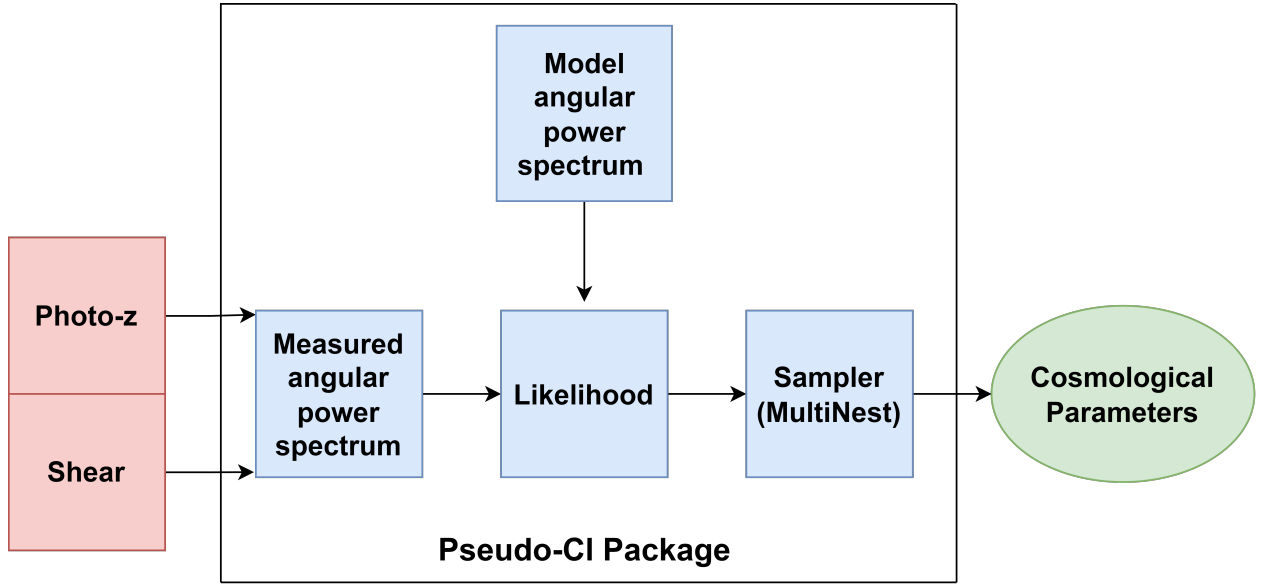 Model
angular
power
spectrum
Photo-z
Shear
Measured
angular
power
spectrum
Likelihood
Sampler
(MultiNest)
Cosmological
Parameters
Pseudo-Cl Package